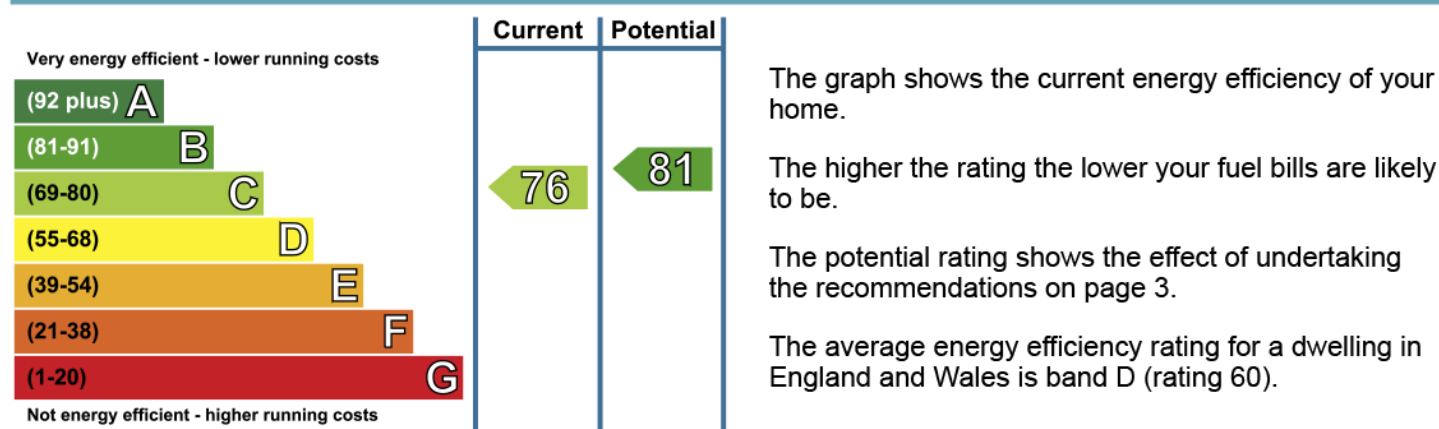 Current Potential
Very energy efficient - lower running costs
(92 plus) A
(81-91) B
(69-80) C
(55-68) D
(39-54) E
(21-38) F
(1-20) G
Not energy efficient - higher running costs
76
81
The graph shows the current energy efficiency of your
home.
The higher the rating the lower your fuel bills are likely
to be.
The potential rating shows the effect of undertaking
the recommendations on page 3.
The average energy efficiency rating for a dwelling in
England and Wales is band D (rating 60).